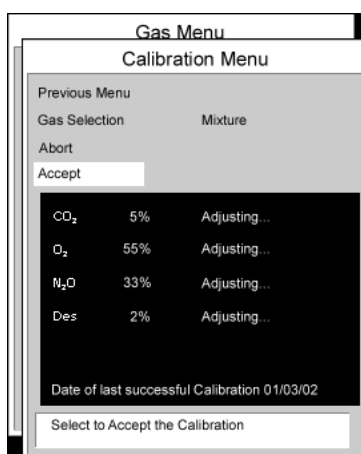 Gas Menu
Calibration Menu
Previous Menu
Gas Selection Mixture
Abort
Accept
CO₂ 5% Adjusting...
O₂ 55% Adjusting...
N₂O 33% Adjusting...
Des 2% Adjusting...
Date of last successful Calibration 01/03/02
Select to Accept the Calibration